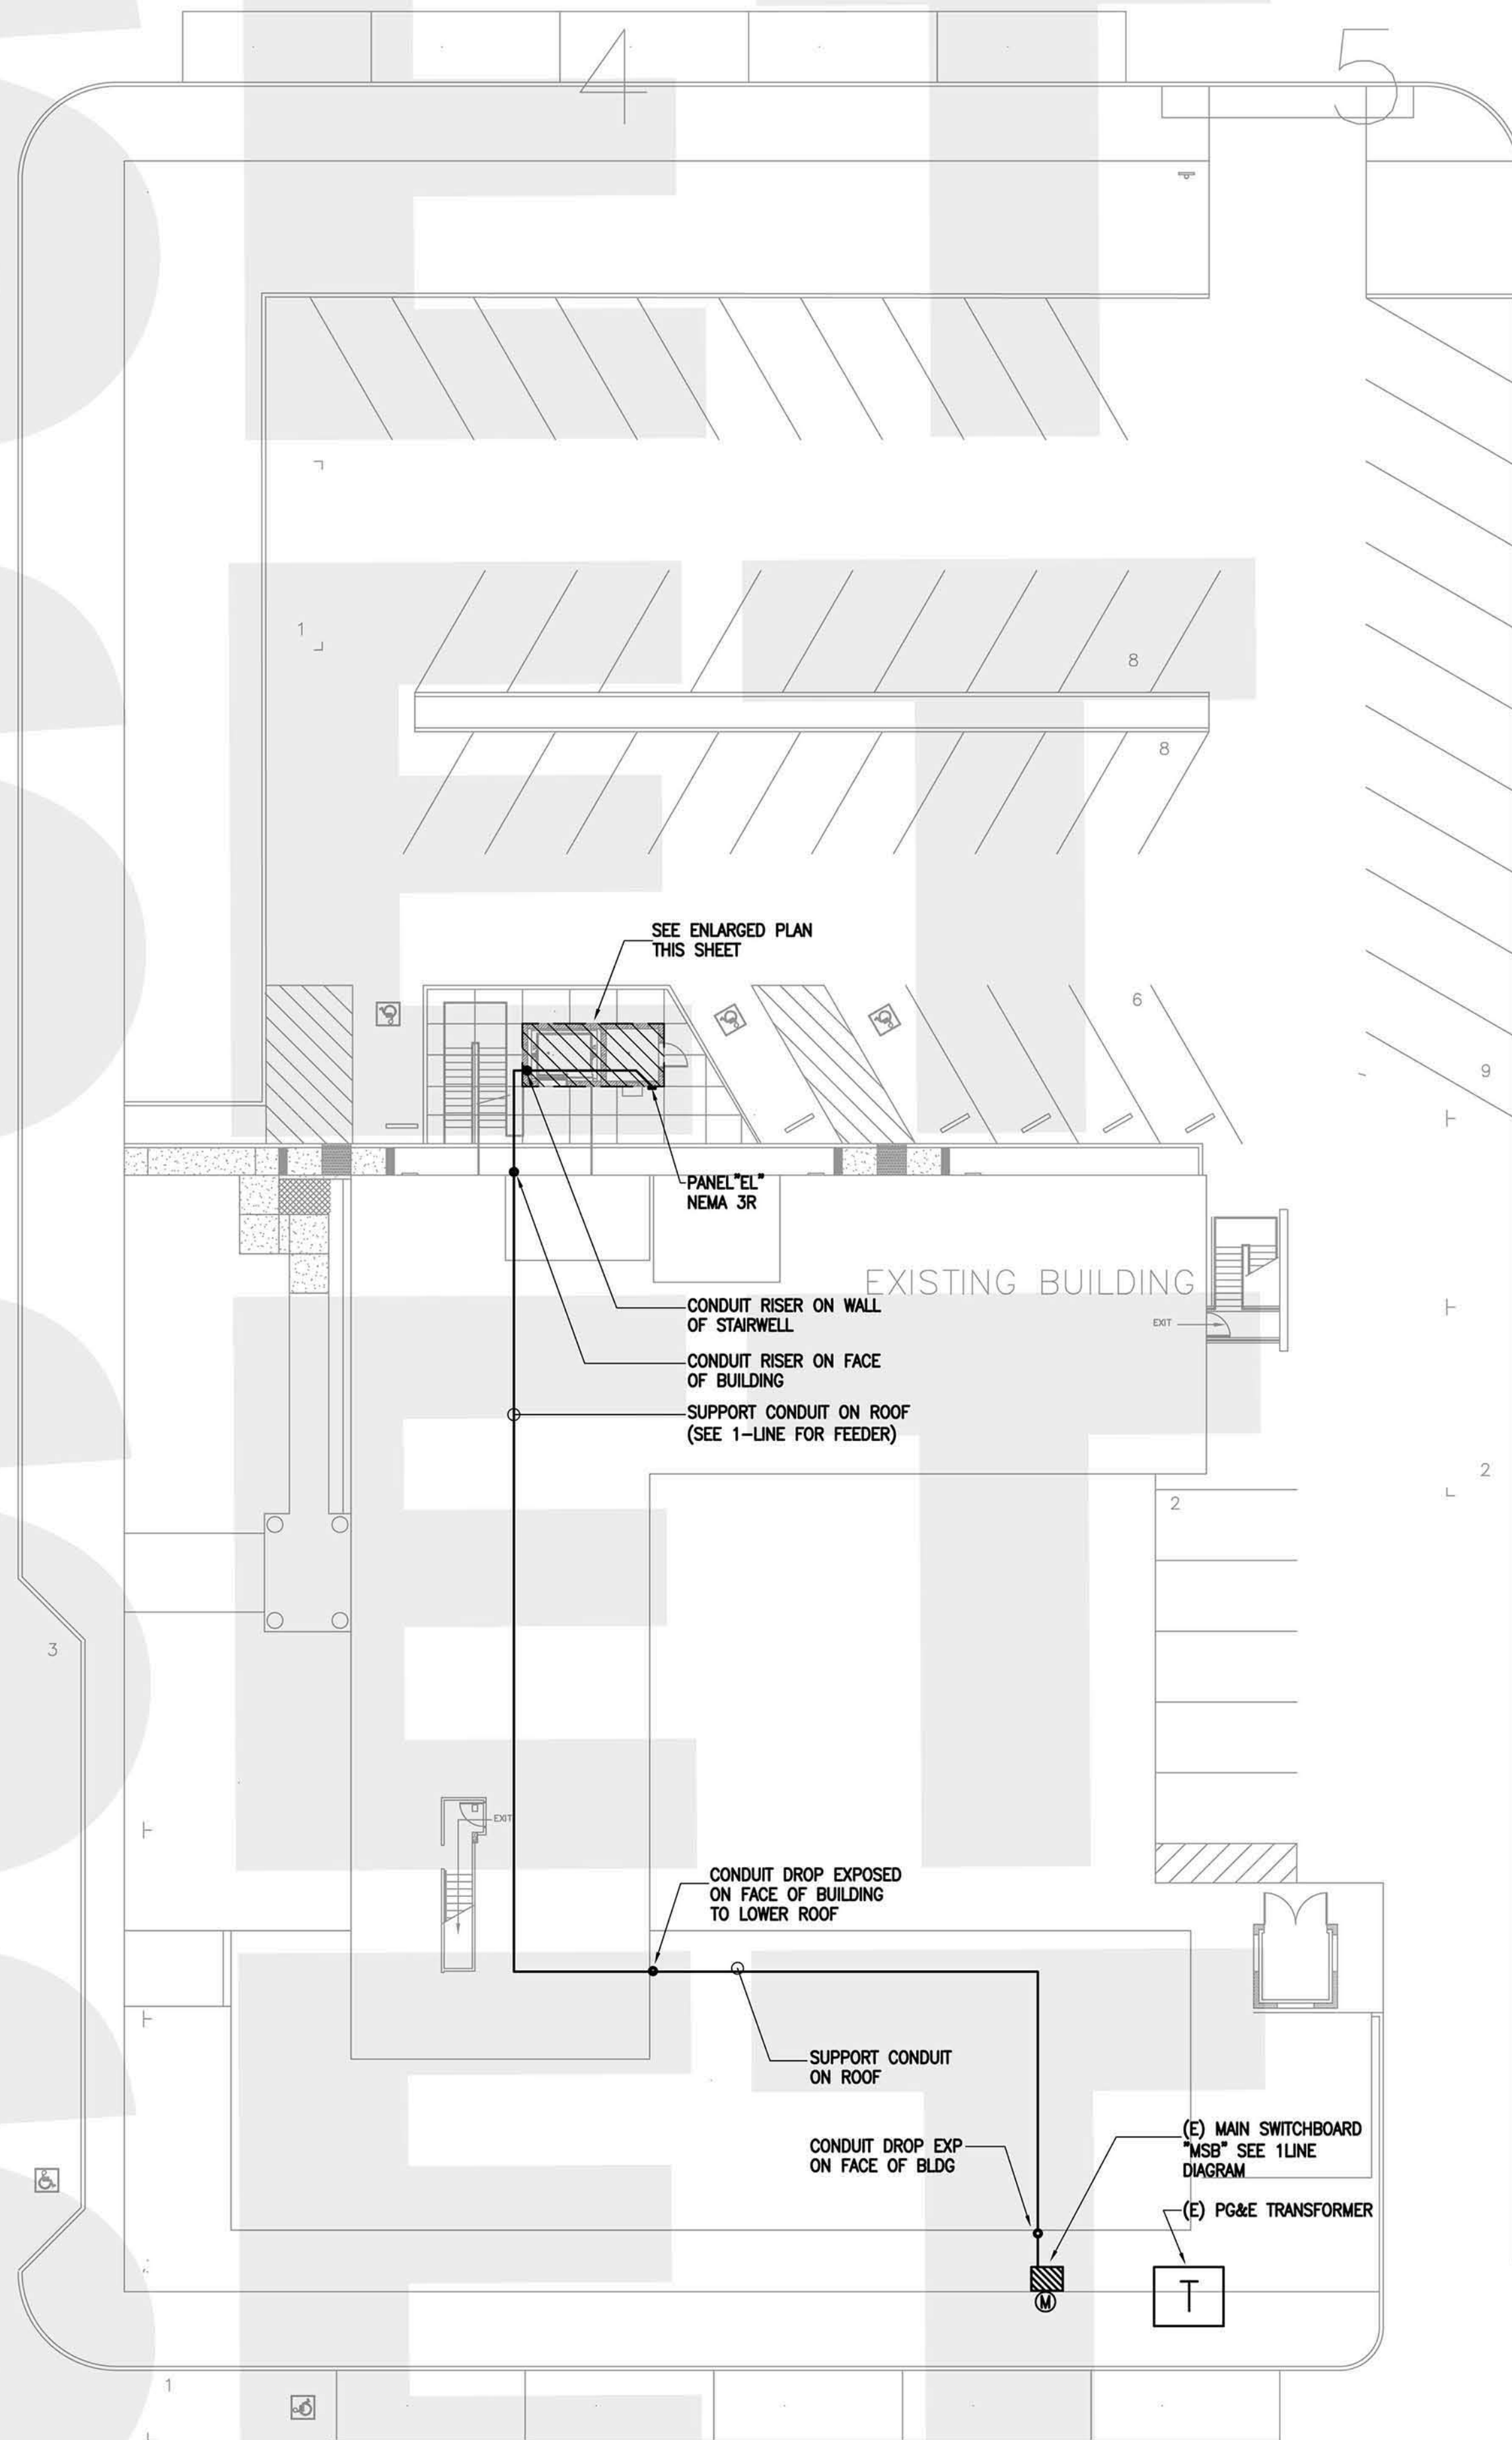 4
5
1
8
8
SEE ENLARGED PLAN
THIS SHEET
6
9
PANEL"EL"
NEMA 3R
EXISTING BUILDING
CONDUIT RISER ON WALL
OF STAIRWELL
EXIT
CONDUIT RISER ON FACE
OF BUILDING
SUPPORT CONDUIT ON ROOF
(SEE 1-LINE FOR FEEDER)
2
2
3
EXIT
CONDUIT DROP EXPOSED
ON FACE OF BUILDING
TO LOWER ROOF
SUPPORT CONDUIT
ON ROOF
(E) MAIN SWITCHBOARD
"MSB" SEE 1LINE
DIAGRAM
CONDUIT DROP EXP
ON FACE OF BLDG
(E) PG&E TRANSFORMER
T
M
1